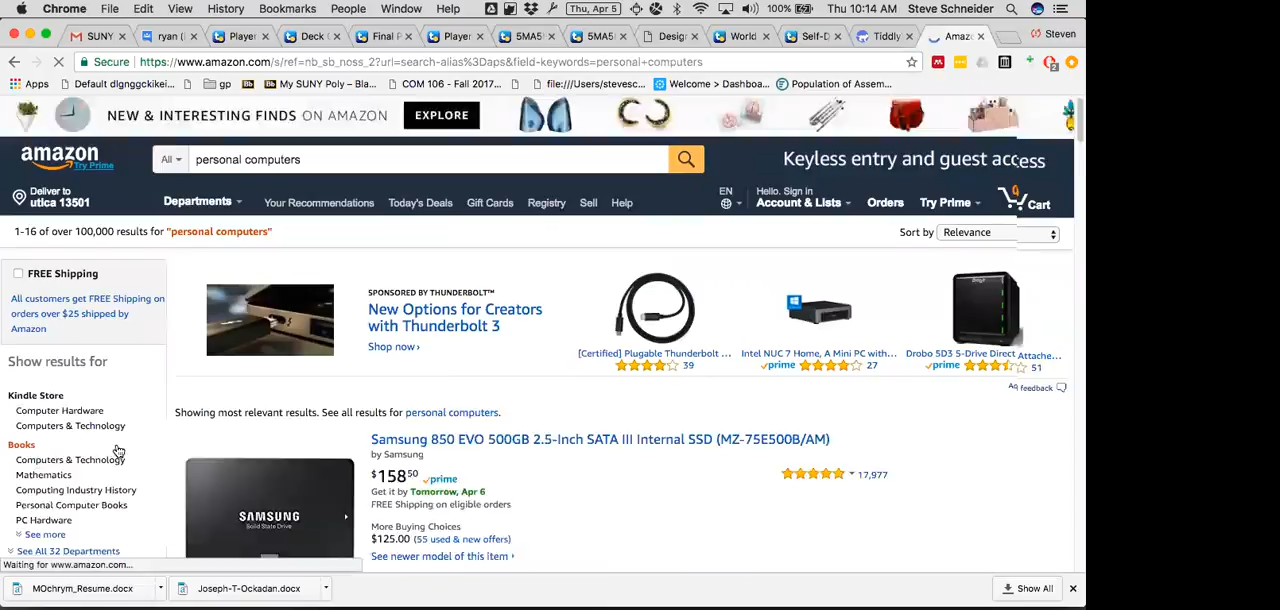 Chrome File Edit View History Bookmarks People Window Help Thu, Apr 5 100% Thu 10:14 AM Steve Schneider
SUNY ryan ( Player Deck ( Final P Player 5MA5 5MA5 Design World Self-D Tiddly Amazo Steven
Secure https://www.amazon.com/s/ref=nb_sb_noss_2?url=search-alias%3Daps&field-keywords=personal+computers
Apps Default dlgnggckikei... gp Bb My SUNY Poly – Bla... COM 106 - Fall 2017... file:///Users/stevesc... Welcome > Dashboa... Population of Assem...
NEW & INTERESTING FINDS ON AMAZON EXPLORE
amazon Try Prime All personal computers Keyless entry and guest access
Deliver to
utica 13501
Departments Your Recommendations Today's Deals Gift Cards Registry Sell Help
EN Hello. Sign in
Account & Lists Orders Try Prime 0 Cart
1-16 of over 100,000 results for "personal computers" Sort by Relevance
FREE Shipping
All customers get FREE Shipping on
orders over $25 shipped by
Amazon
Show results for
Kindle Store
Computer Hardware
Computers & Technology
Books
Computers & Technology
Mathematics
Computing Industry History
Personal Computer Books
PC Hardware
See more
See All 32 Departments
SPONSORED BY THUNDERBOLT™
New Options for Creators
with Thunderbolt 3
Shop now ›
[Certified] Plugable Thunderbolt ... Intel NUC 7 Home, A Mini PC with... Drobo 5D3 5-Drive Direct Attache...
39 prime 27 prime 51
Ad feedback
Showing most relevant results. See all results for personal computers.
Samsung 850 EVO 500GB 2.5-Inch SATA III Internal SSD (MZ-75E500B/AM)
by Samsung
$158 50 prime
17,977
Get it by Tomorrow, Apr 6
FREE Shipping on eligible orders
More Buying Choices
$125.00 (55 used & new offers)
See newer model of this item
SAMSUNG
Solid State Drive
Waiting for www.amazon.com...
MOchrym_Resume.docx Joseph-T-Ockadan.docx Show All